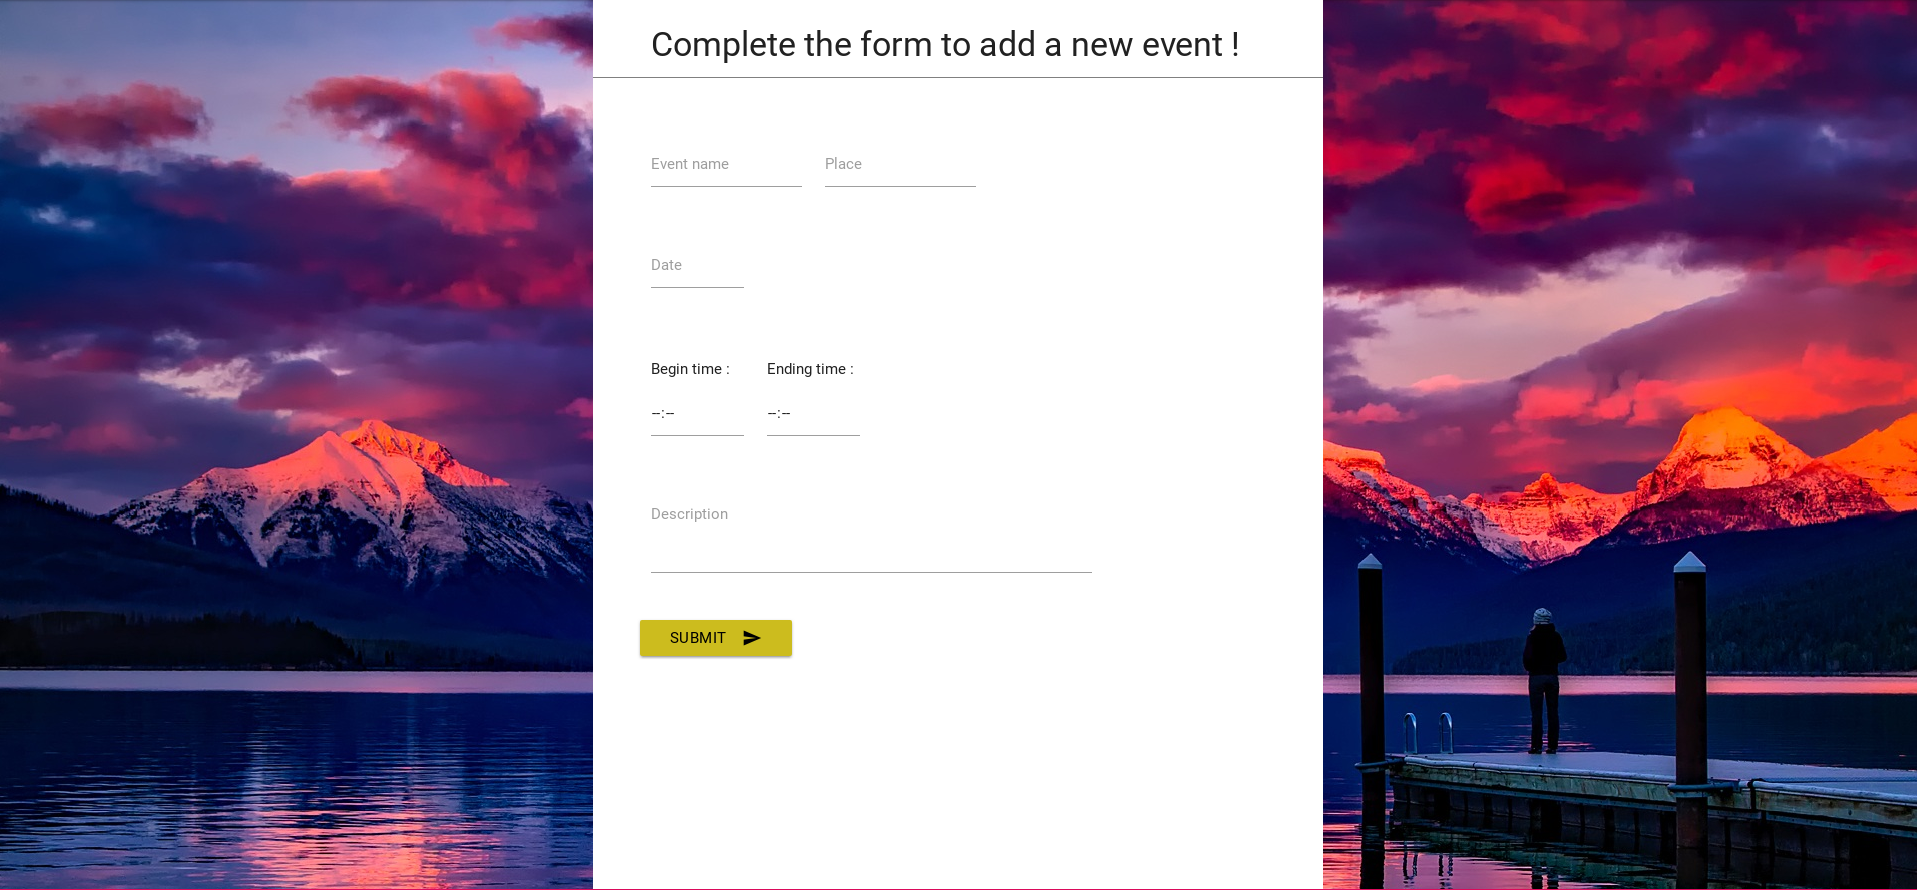 Complete the form to add a new event !
Event name Place
Date
Begin time : Ending time :
--:-- --:--
Description
SUBMIT